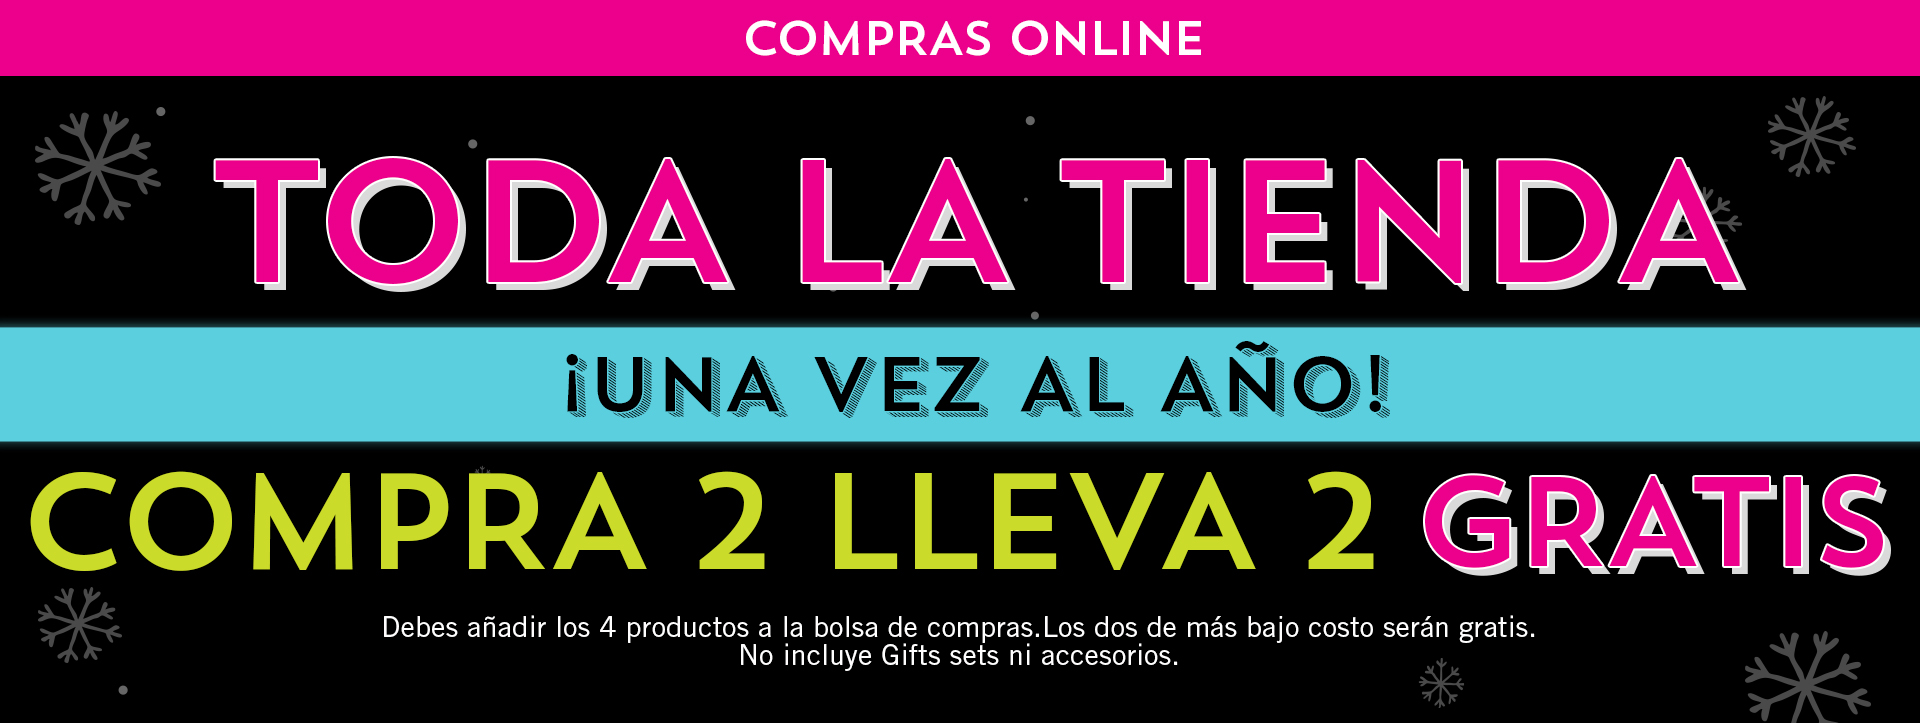 COMPRAS ONLINE
TODA LA TIENDA
¡UNA VEZ AL AÑO!
COMPRA 2 LLEVA 2 GRATIS
Debes añadir los 4 productos a la bolsa de compras.Los dos de más bajo costo serán gratis.
No incluye Gifts sets ni accesorios.